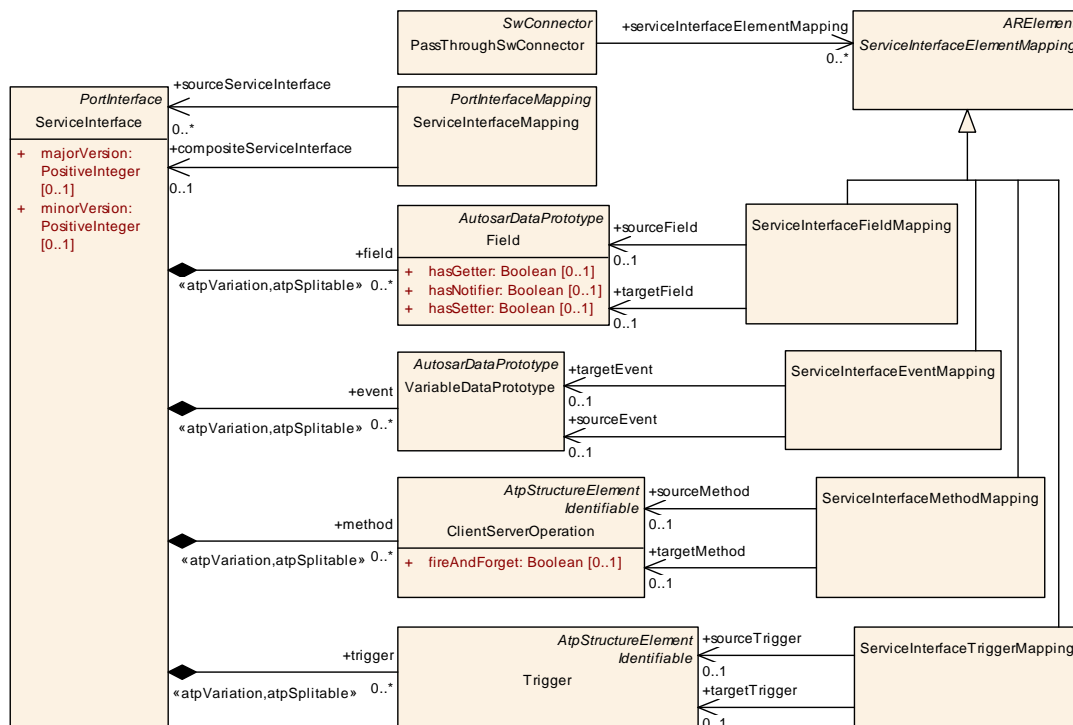 SwConnector
PassThroughSwConnector
+serviceInterfaceElementMapping
0..*
ARElement
ServiceInterfaceElementMapping
PortInterface
ServiceInterface
+ majorVersion:
PositiveInteger
[0..1]
+ minorVersion:
PositiveInteger
[0..1]
+sourceServiceInterface
0..*
+compositeServiceInterface
0..1
PortInterfaceMapping
ServiceInterfaceMapping
+field
«atpVariation,atpSplitable» 0..*
AutosarDataPrototype
Field
+ hasGetter: Boolean [0..1]
+ hasNotifier: Boolean [0..1]
+ hasSetter: Boolean [0..1]
+sourceField
0..1
+targetField
0..1
ServiceInterfaceFieldMapping
+event
«atpVariation,atpSplitable» 0..*
AutosarDataPrototype
VariableDataPrototype
+targetEvent
0..1
+sourceEvent
0..1
ServiceInterfaceEventMapping
+method
«atpVariation,atpSplitable» 0..*
AtpStructureElement
Identifiable
ClientServerOperation
+ fireAndForget: Boolean [0..1]
+sourceMethod
0..1
+targetMethod
0..1
ServiceInterfaceMethodMapping
+trigger
«atpVariation,atpSplitable» 0..*
AtpStructureElement
Identifiable
Trigger
+sourceTrigger
0..1
+targetTrigger
0..1
ServiceInterfaceTriggerMapping